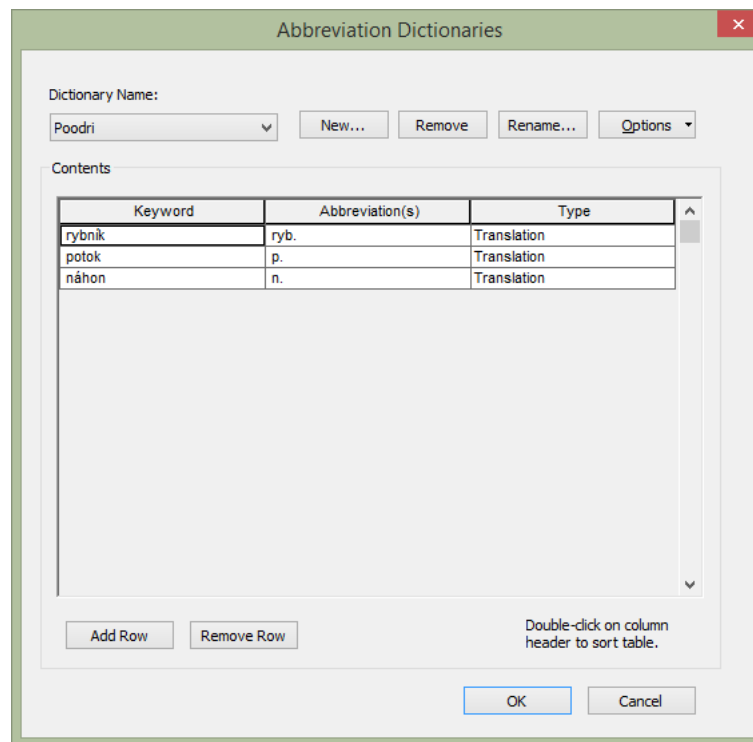 Abbreviation Dictionaries
Dictionary Name:
Poodri
New...
Remove
Rename...
Options
Contents
Keyword Abbreviation(s) Type
rybník ryb. Translation
potok p. Translation
náhon n. Translation
Add Row
Remove Row
Double-click on column
header to sort table.
OK
Cancel